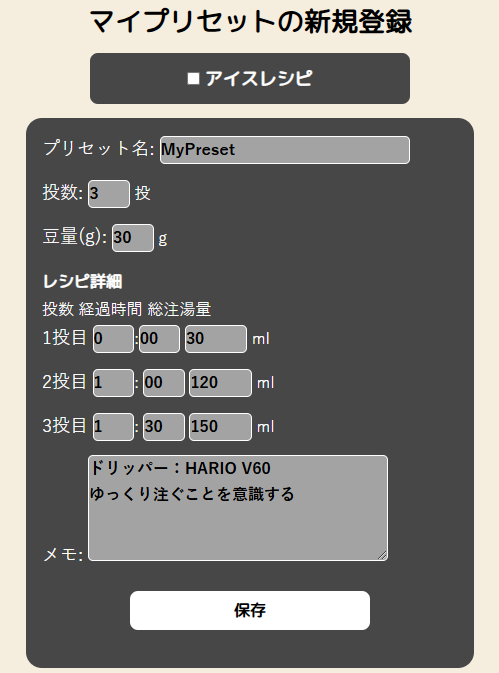 マイプリセットの新規登録
アイスレシピ
プリセット名: MyPreset
投数: 3 投
豆量(g): 30 g
レシピ詳細
投数 経過時間 総注湯量
1投目 0 :00 30 ml
2投目 1 : 00 120 ml
3投目 1 : 30 150 ml
ドリッパー：HARIO V60
ゆっくり注ぐことを意識する
メモ:
保存